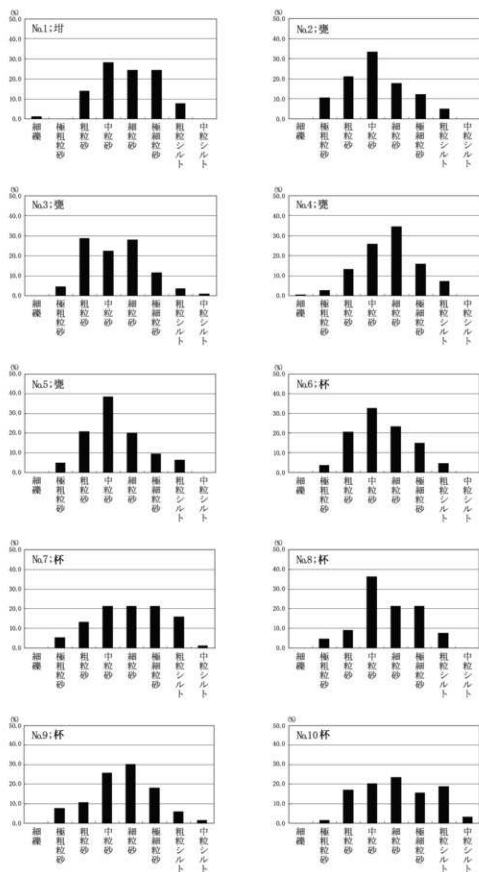 (%)
50.0
40.0
30.0
20.0
10.0
0.0
No.1;坩
細礫
極粗粒砂
粗粒砂
中粒砂
細粒砂
極細粒砂
粗粒シルト
中粒シルト
(%)
50.0
40.0
30.0
20.0
10.0
0.0
No.2;甕
細礫
極粗粒砂
粗粒砂
中粒砂
細粒砂
極細粒砂
粗粒シルト
中粒シルト
(%)
50.0
40.0
30.0
20.0
10.0
0.0
No.3;甕
細礫
極粗粒砂
粗粒砂
中粒砂
細粒砂
極細粒砂
粗粒シルト
中粒シルト
(%)
50.0
40.0
30.0
20.0
10.0
0.0
No.4;甕
細礫
極粗粒砂
粗粒砂
中粒砂
細粒砂
極細粒砂
粗粒シルト
中粒シルト
(%)
50.0
40.0
30.0
20.0
10.0
0.0
No.5;甕
細礫
極粗粒砂
粗粒砂
中粒砂
細粒砂
極細粒砂
粗粒シルト
中粒シルト
(%)
50.0
40.0
30.0
20.0
10.0
0.0
No.6;杯
細礫
極粗粒砂
粗粒砂
中粒砂
細粒砂
極細粒砂
粗粒シルト
中粒シルト
(%)
50.0
40.0
30.0
20.0
10.0
0.0
No.7;杯
細礫
極粗粒砂
粗粒砂
中粒砂
細粒砂
極細粒砂
粗粒シルト
中粒シルト
(%)
50.0
40.0
30.0
20.0
10.0
0.0
No.8;杯
細礫
極粗粒砂
粗粒砂
中粒砂
細粒砂
極細粒砂
粗粒シルト
中粒シルト
(%)
50.0
40.0
30.0
20.0
10.0
0.0
No.9;杯
細礫
極粗粒砂
粗粒砂
中粒砂
細粒砂
極細粒砂
粗粒シルト
中粒シルト
(%)
50.0
40.0
30.0
20.0
10.0
0.0
No.10杯
細礫
極粗粒砂
粗粒砂
中粒砂
細粒砂
極細粒砂
粗粒シルト
中粒シルト